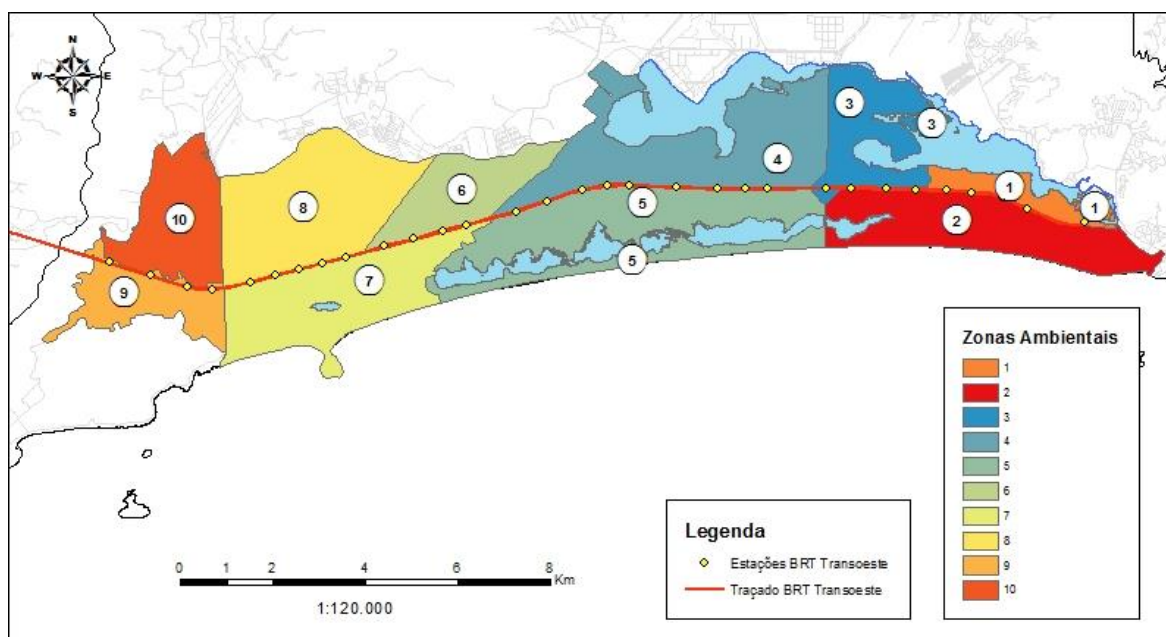 N
W E
S
3
3
4
1
6
1
10
8
5
2
5
7
9
Zonas Ambientais
1
2
3
4
5
6
7
8
9
10
Legenda
Estações BRT Transoeste
Traçado BRT Transoeste
0 1 2 4 6 8
Km
1:120.000